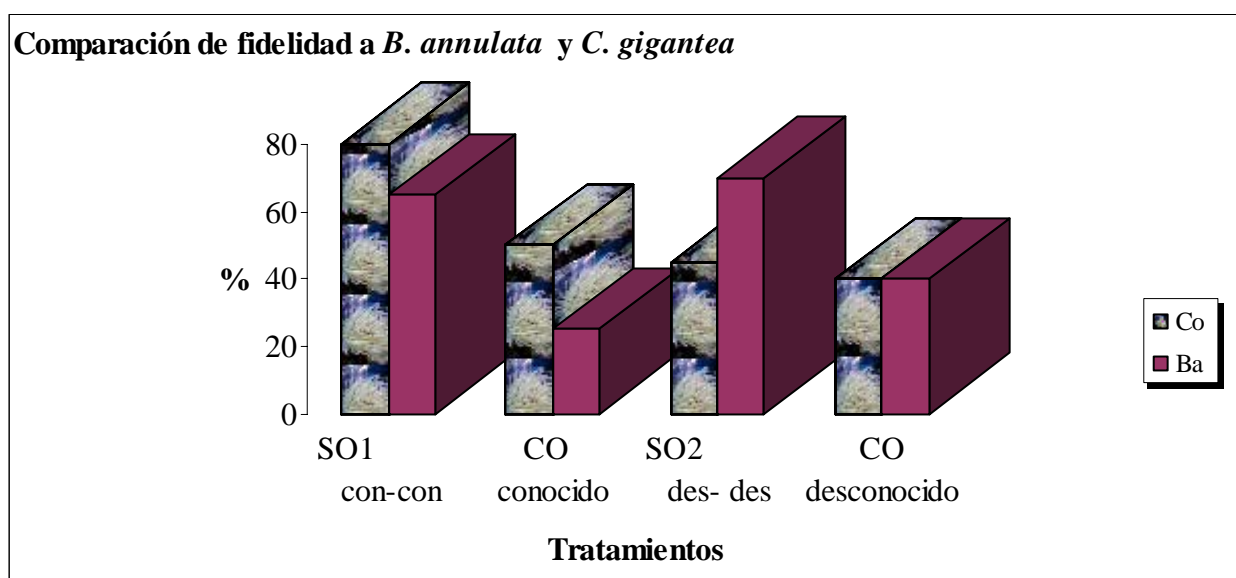 Comparación de fidelidad a B. annulata y C. gigantea
80
60
40
20
0
%
SO1 CO SO2 CO
con-con conocido des- des desconocido
Tratamientos
Co
Ba